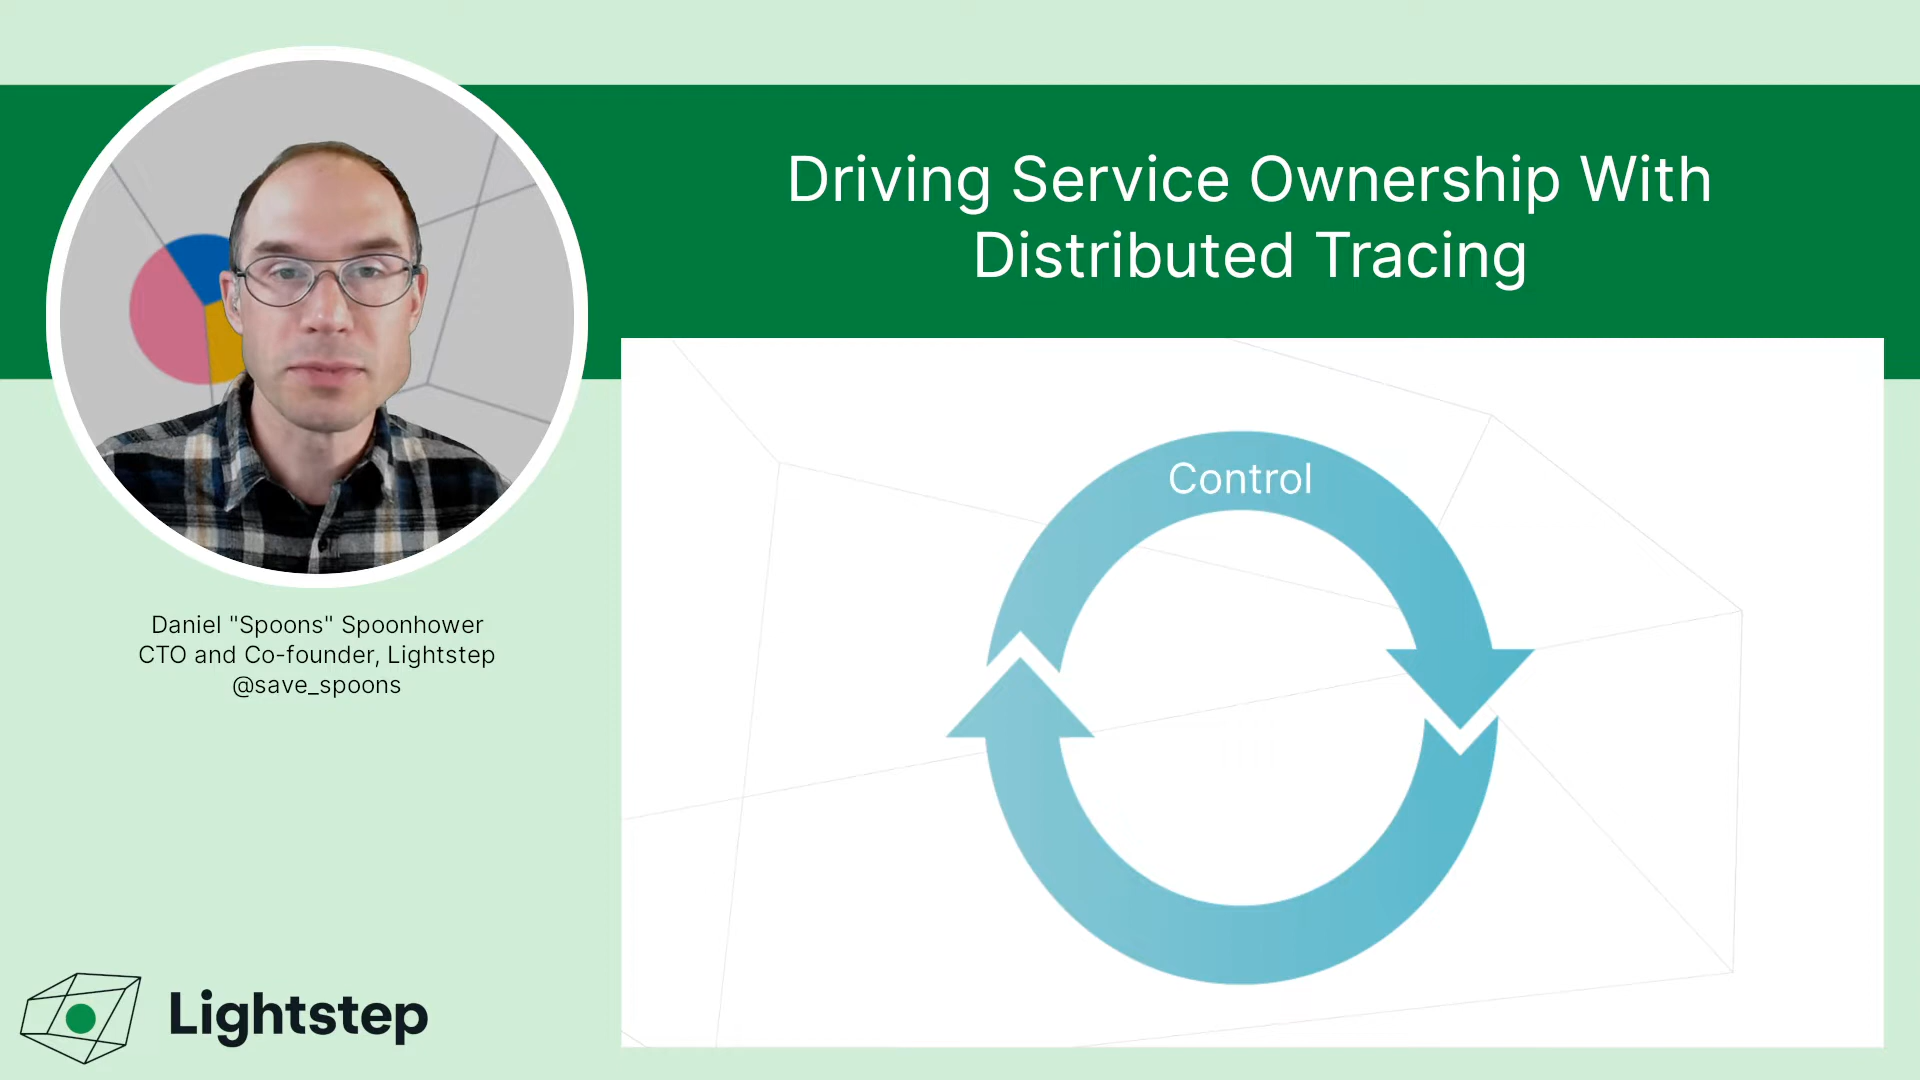 Driving Service Ownership With
Distributed Tracing
Control
Daniel "Spoons" Spoonhower
CTO and Co-founder, Lightstep
@save_spoons
Lightstep